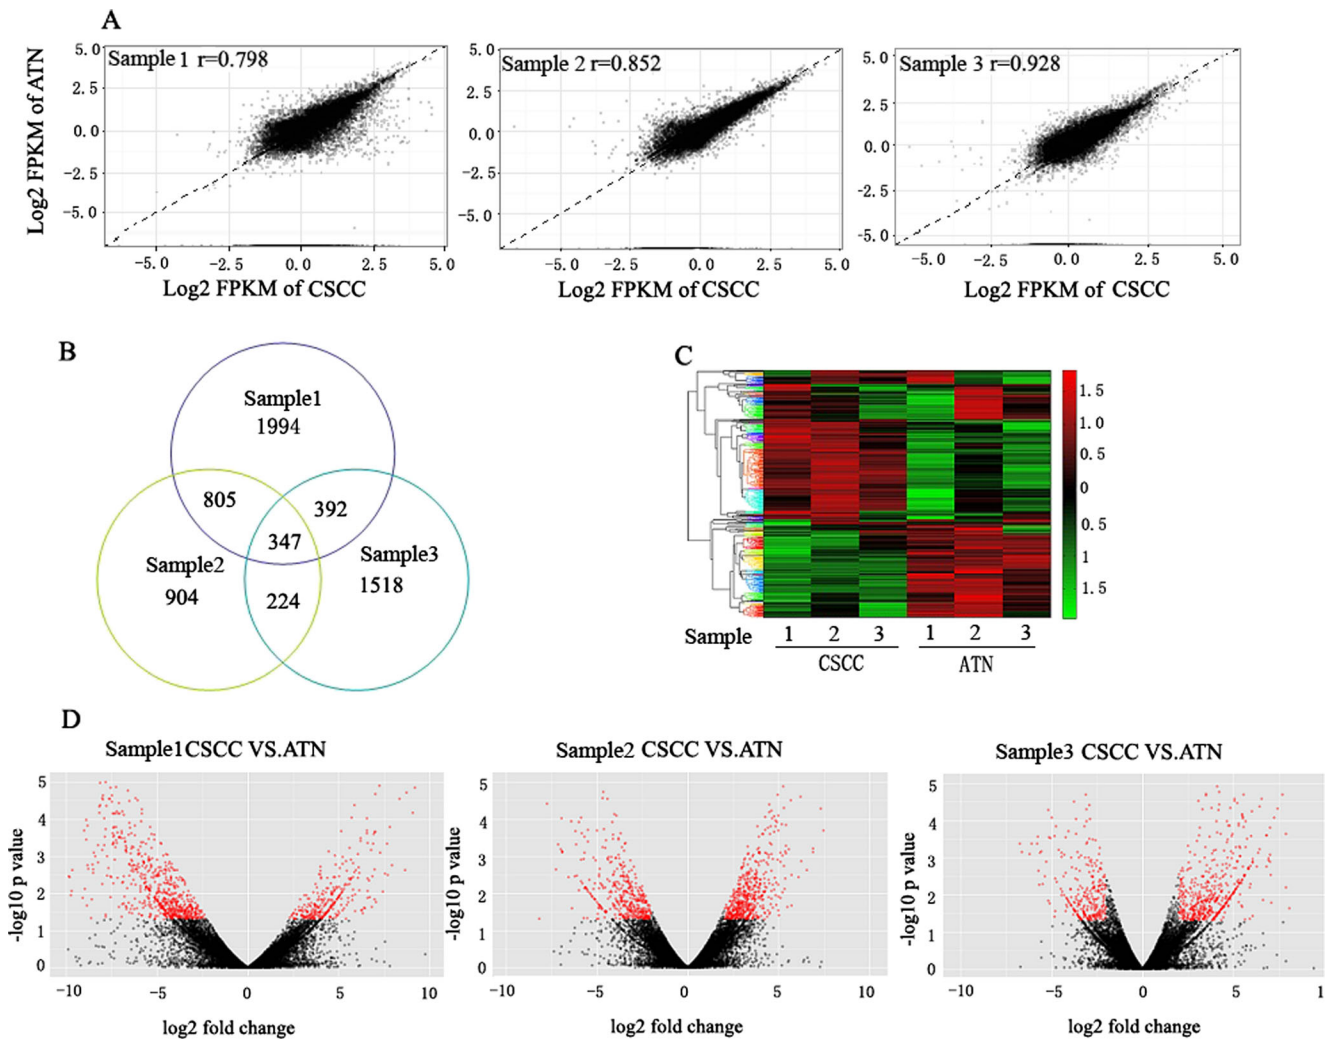 A
Log2 FPKM of ATN
Sample 1 r=0.798
5.0
2.5
0.0
-2.5
-5.0
-5.0 -2.5 0.0 2.5 5.0
Log2 FPKM of CSCC
Sample 2 r=0.852
5.0
2.5
0.0
-2.5
-5.0
-5.0 -2.5 0.0 2.5 5.0
Log2 FPKM of CSCC
Sample 3 r=0.928
5.0
2.5
0.0
-2.5
-5.0
-5.0 -2.5 0.0 2.5 5.0
Log2 FPKM of CSCC
B
Sample1
1994
805
392
347
Sample2
904
Sample3
1518
224
C
1.5
1.0
0.5
0
0.5
1
1.5
Sample 1 2 3 1 2 3
CSCC ATN
D
Sample1CSCC VS.ATN
-log10 p value
5
4
3
2
1
0
-10 -5 0 5 10
log2 fold change
Sample2 CSCC VS.ATN
-log10 p value
5
4
3
2
1
0
-10 -5 0 5 10
log2 fold change
Sample3 CSCC VS.ATN
-log10 p value
5
4
3
2
1
0
-10 -5 0 5 1
log2 fold change